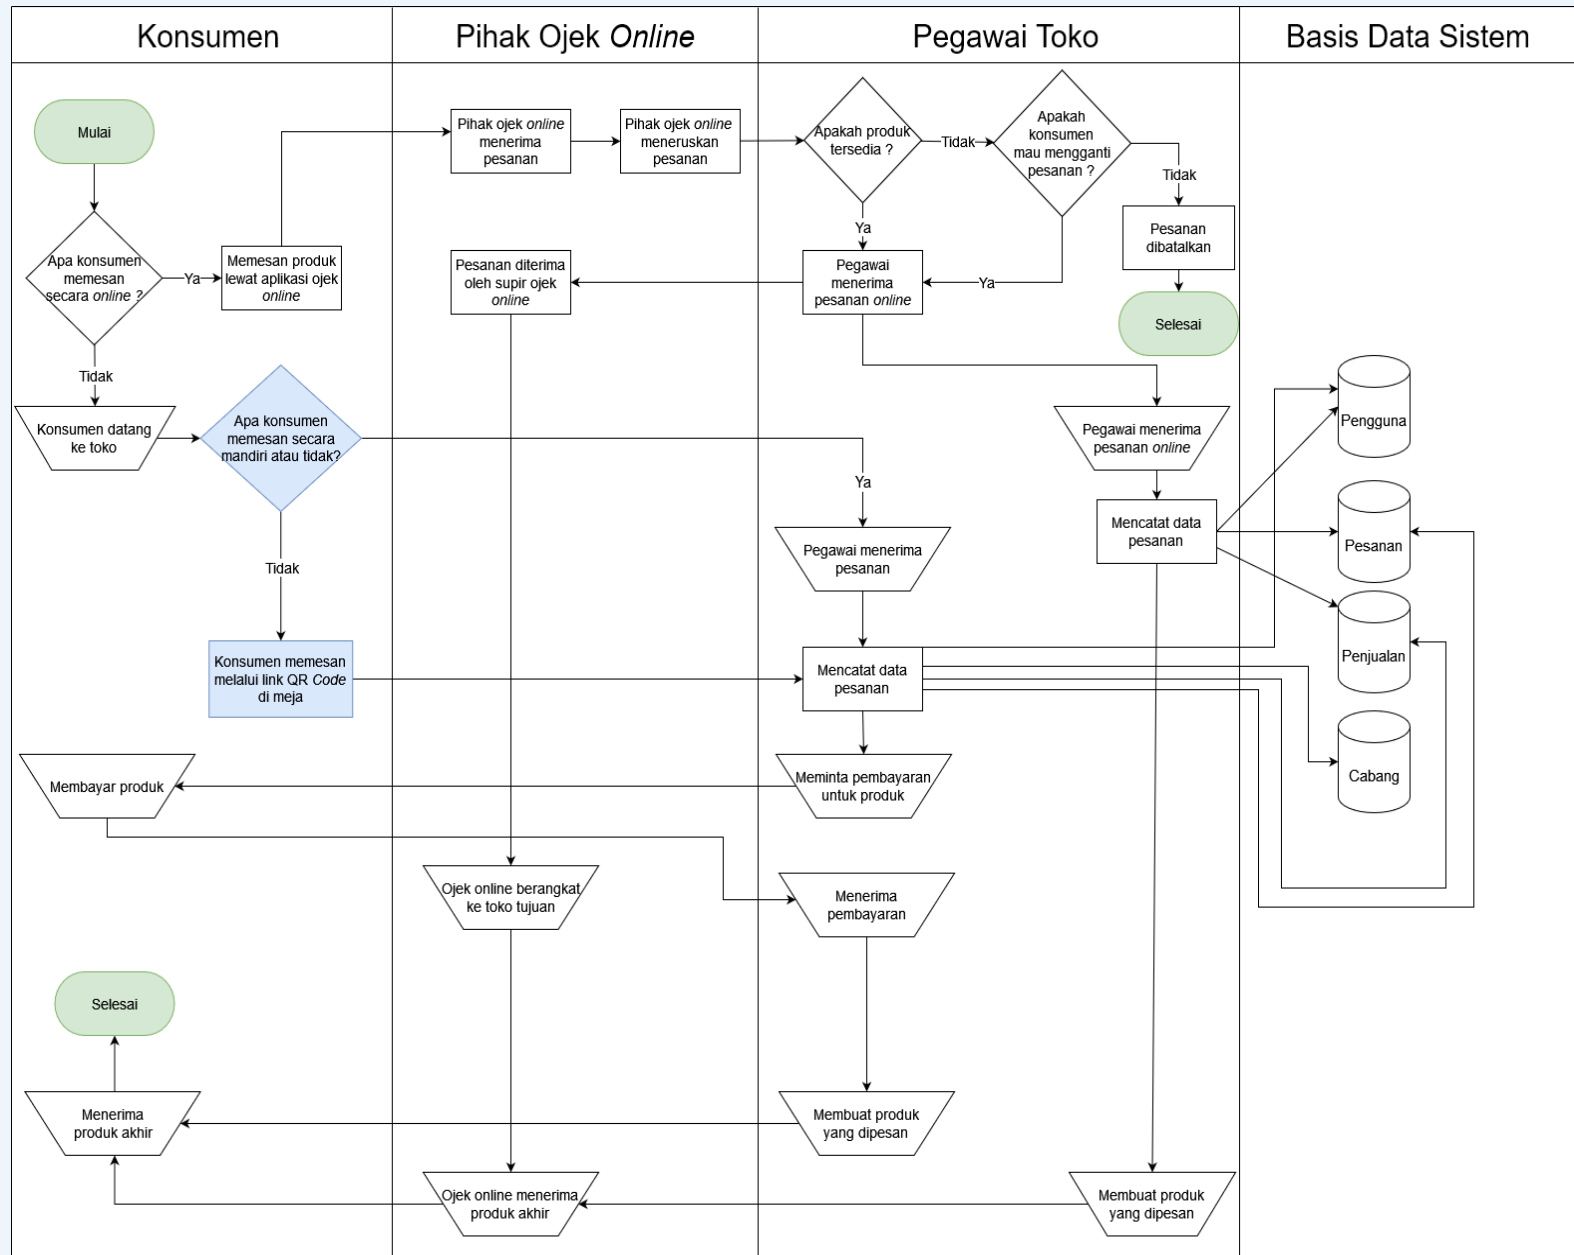 Konsumen
Pihak Ojek Online
Pegawai Toko
Basis Data Sistem
Mulai
Pihak ojek online
menerima
pesanan
Pihak ojek online
meneruskan
pesanan
Apakah produk
tersedia ?
Tidak
Apakah
konsumen
mau mengganti
pesanan ?
Tidak
Ya
Pesanan
dibatalkan
Apa konsumen
memesan
secara online ?
Ya
Memesan produk
lewat aplikasi ojek
online
Pesanan diterima
oleh supir ojek
online
Pegawai
menerima
pesanan online
Ya
Selesai
Tidak
Konsumen datang
ke toko
Apa konsumen
memesan secara
mandiri atau tidak?
Ya
Pegawai menerima
pesanan online
Pengguna
Mencatat data
pesanan
Pesanan
Pegawai menerima
pesanan
Tidak
Konsumen memesan
melalui link QR Code
di meja
Mencatat data
pesanan
Penjualan
Membayar produk
Meminta pembayaran
untuk produk
Cabang
Ojek online berangkat
ke toko tujuan
Menerima
pembayaran
Selesai
Menerima
produk akhir
Membuat produk
yang dipesan
Ojek online menerima
produk akhir
Membuat produk
yang dipesan